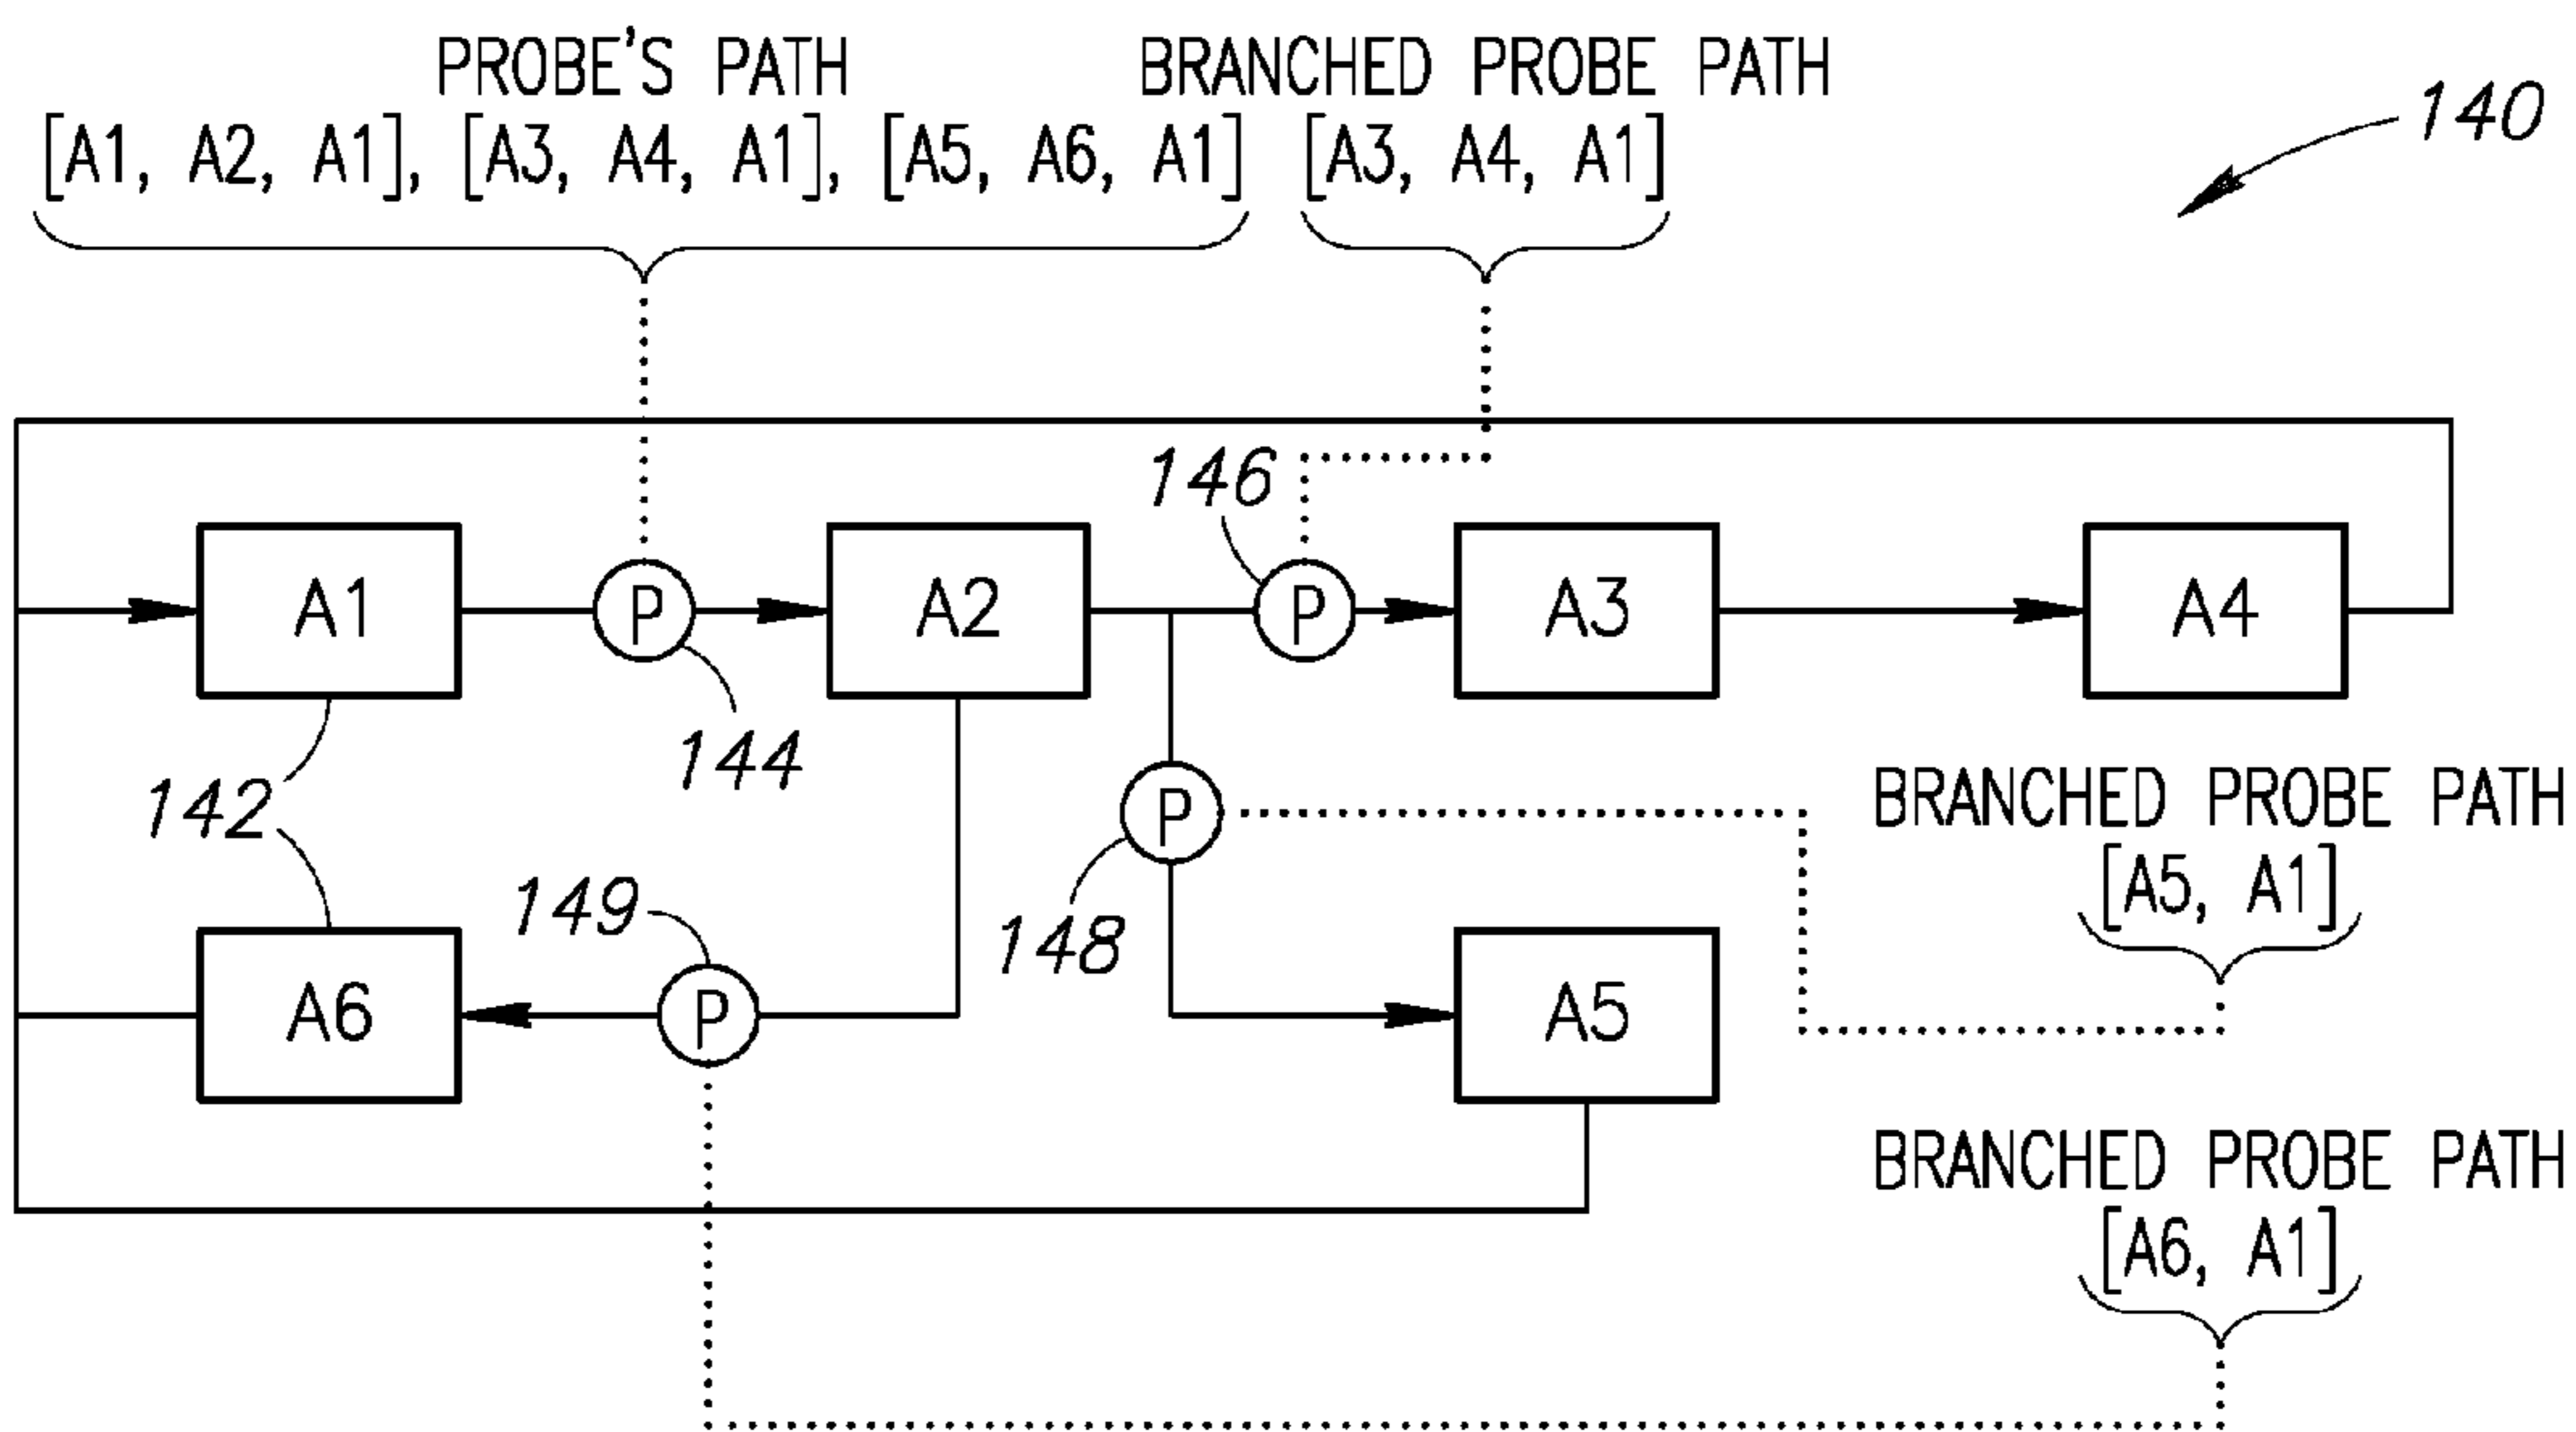 PROBE'S PATH BRANCHED PROBE PATH
[A1, A2, A1], [A3, A4, A1], [A5, A6, A1] [A3, A4, A1]
140
146
A1 P A2 P A3 A4
144
142
P
BRANCHED PROBE PATH
[A5, A1]
149
148
A6 P A5
BRANCHED PROBE PATH
[A6, A1]